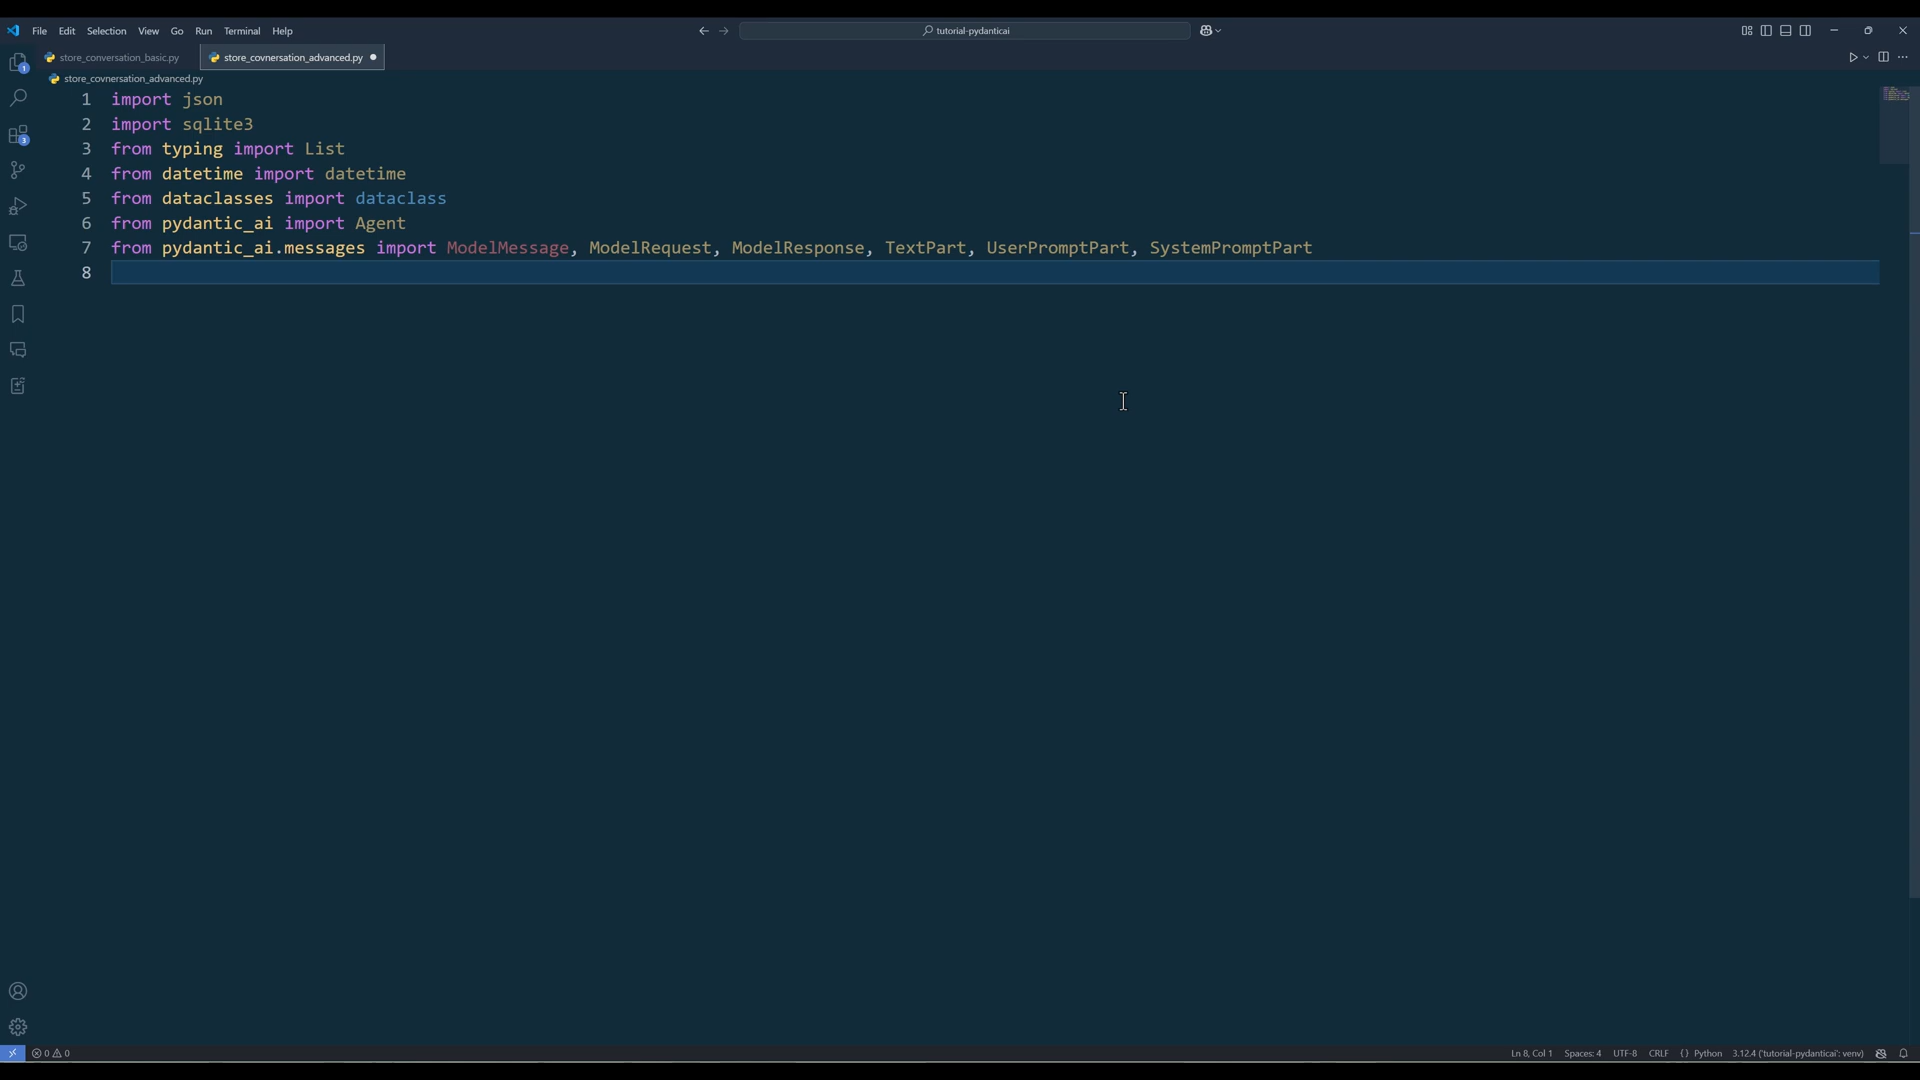 File Edit Selection View Go Run Terminal Help
tutorial-pydanticai
store_conversation_basic.py
store_covnersation_advanced.py
store_covnersation_advanced.py
1 import json
2 import sqlite3
3 from typing import List
4 from datetime import datetime
5 from dataclasses import dataclass
6 from pydantic_ai import Agent
7 from pydantic_ai.messages import ModelMessage, ModelRequest, ModelResponse, TextPart, UserPromptPart, SystemPromptPart
8
1
3
0 0
Ln 8, Col 1 Spaces: 4 UTF-8 CRLF {} Python 3.12.4 ('tutorial-pydanticai': venv)